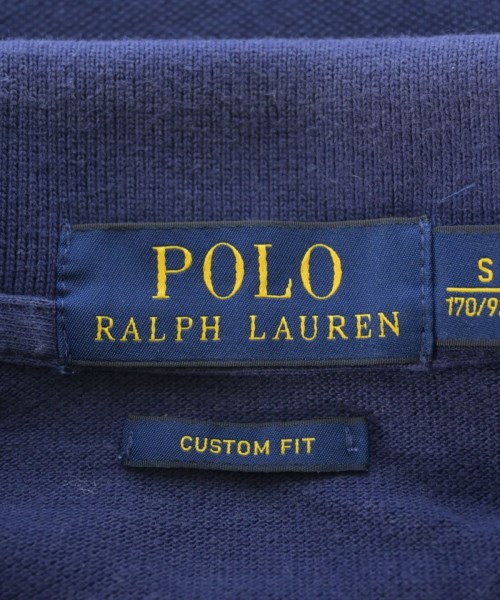 POLO
RALPH LAUREN
S
CUSTOM FIT